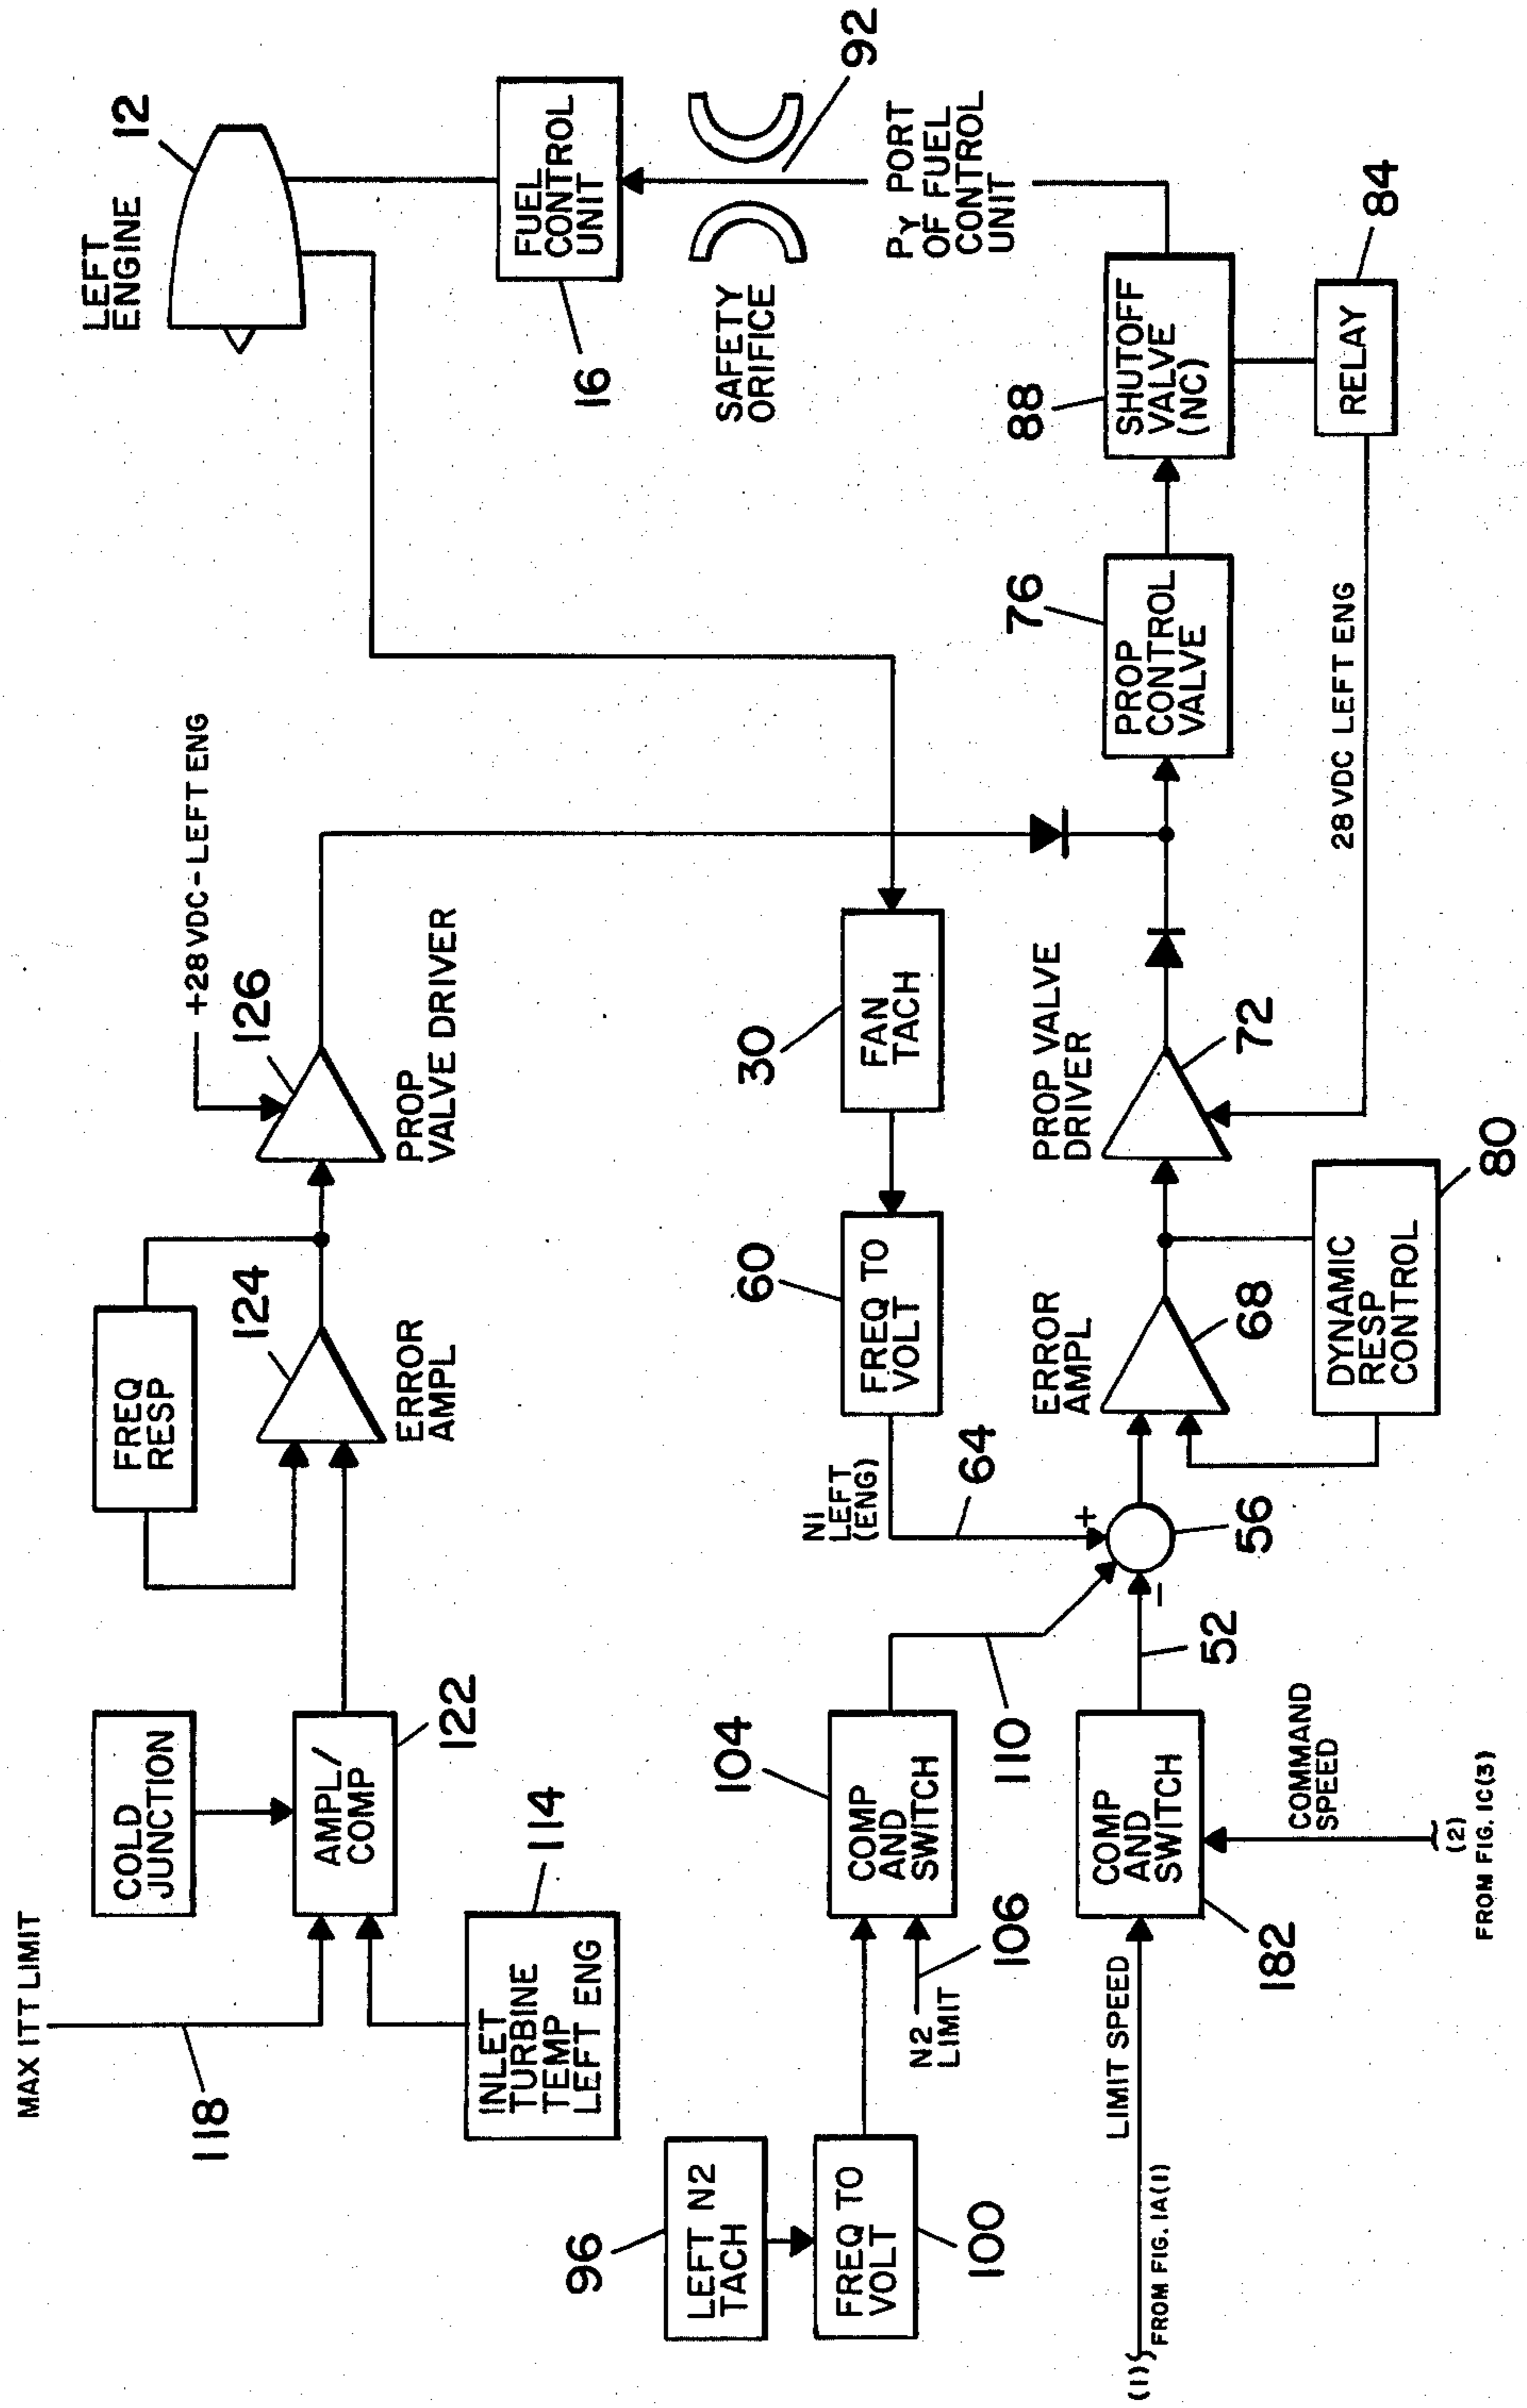 MAX ITT LIMIT
118
COLD
JUNCTION
AMPL/
COMP
122
INLET
TURBINE
TEMP
LEFT ENG
114
FREQ
RESP
124
ERROR
AMPL
+28 VDC-LEFT ENG
126
PROP
VALVE DRIVER
LEFT
ENGINE
12
FUEL
CONTROL
UNIT
16
SAFETY
ORIFICE
92
PY PORT
OF FUEL
CONTROL
UNIT
96
LEFT N2
TACH
FREQ TO
VOLT
100
N2
LIMIT
106
104
COMP
AND
SWITCH
110
N1
LEFT
(ENG)
64
60
FREQ TO
VOLT
30
FAN
TACH
(1)
FROM FIG. 1A(1)
LIMIT SPEED
182
COMP
AND
SWITCH
COMMAND
SPEED
(2)
FROM FIG. 1C(3)
52
+
−
56
ERROR
AMPL
68
DYNAMIC
RESP
CONTROL
80
PROP VALVE
DRIVER
72
28 VDC LEFT ENG
76
PROP
CONTROL
VALVE
88
SHUTOFF
VALVE
(NC)
RELAY
84